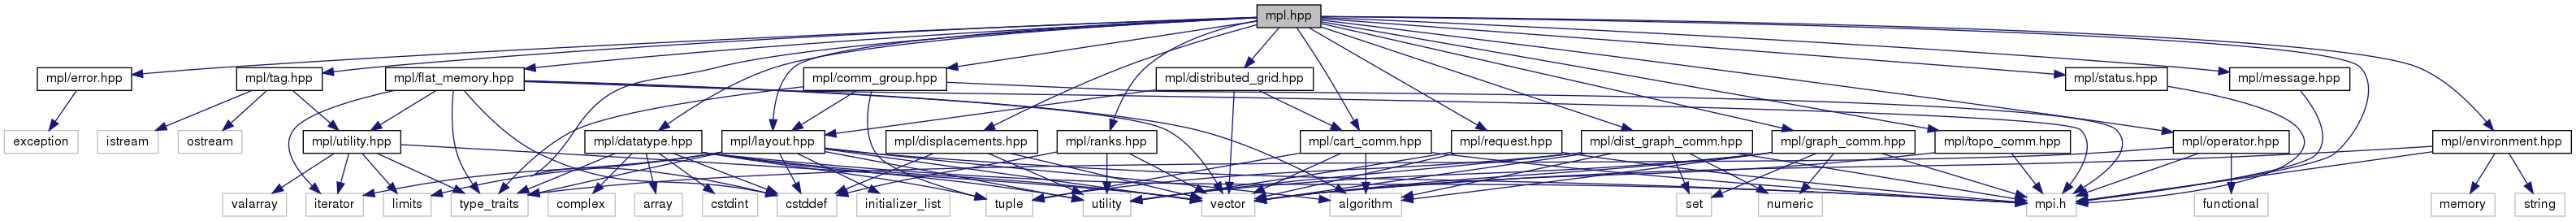 mpl.hpp
mpl/error.hpp
mpl/tag.hpp
mpl/flat_memory.hpp
mpl/comm_group.hpp
mpl/distributed_grid.hpp
mpl/status.hpp
mpl/message.hpp
exception
istream
ostream
mpl/utility.hpp
mpl/datatype.hpp
mpl/layout.hpp
mpl/displacements.hpp
mpl/ranks.hpp
mpl/cart_comm.hpp
mpl/request.hpp
mpl/dist_graph_comm.hpp
mpl/graph_comm.hpp
mpl/topo_comm.hpp
mpl/operator.hpp
mpl/environment.hpp
valarray
iterator
limits
type_traits
complex
array
cstdint
cstddef
initializer_list
tuple
utility
vector
algorithm
set
numeric
mpi.h
functional
memory
string